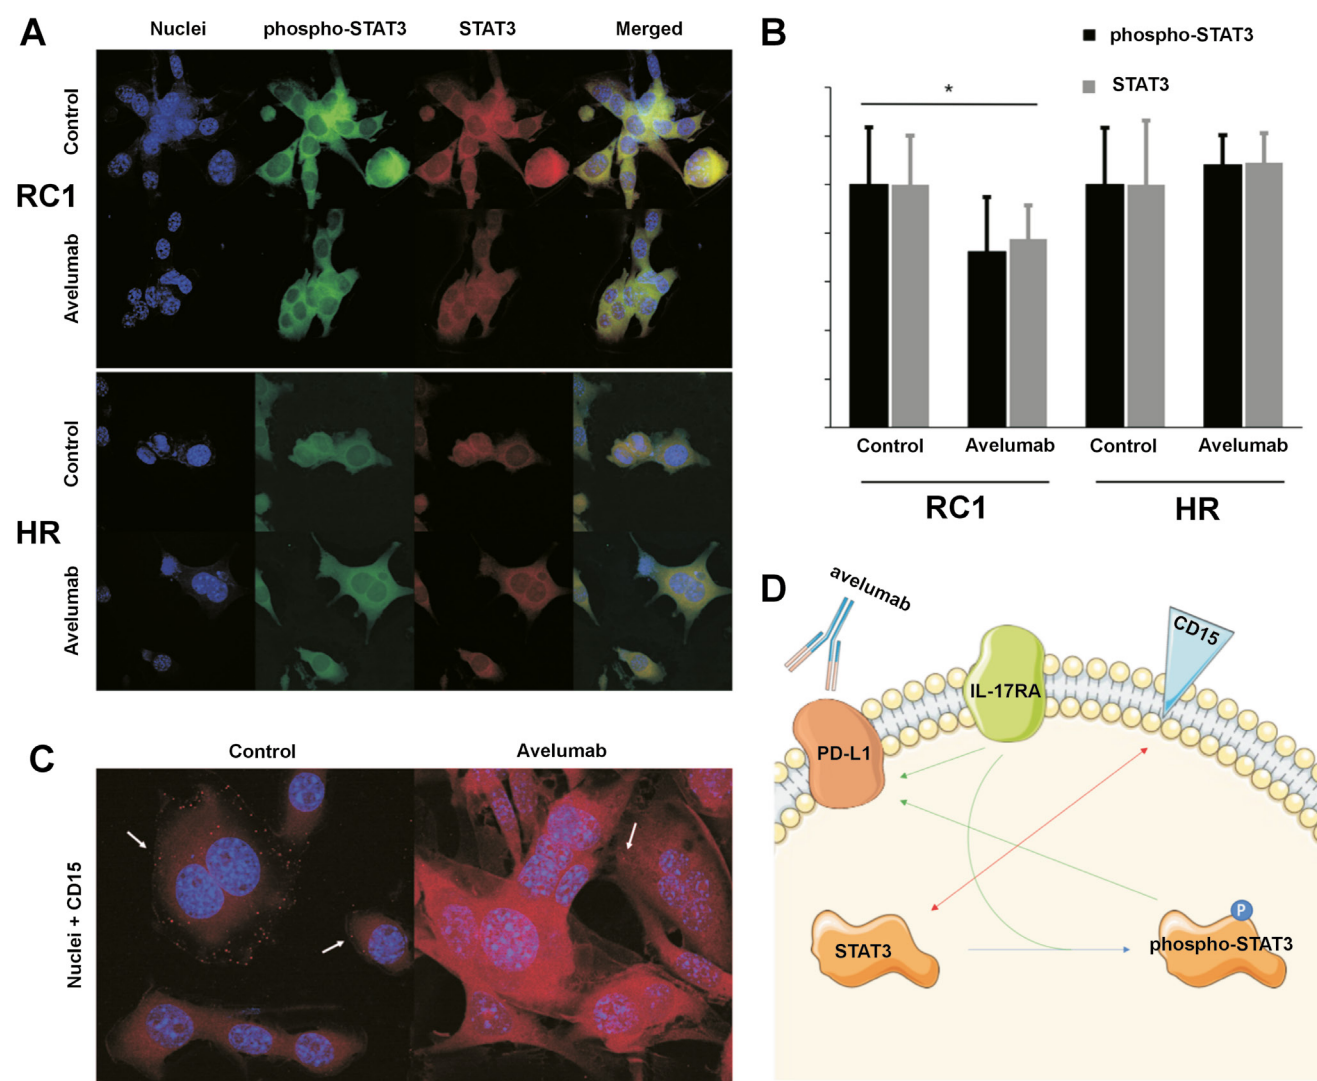 A
Nuclei phospho-STAT3 STAT3 Merged
Control
RC1
Avelumab
Control
HR
Avelumab
B
phospho-STAT3
STAT3
*
Control Avelumab Control Avelumab
RC1 HR
C
Control Avelumab
Nuclei + CD15
D
avelumab
CD15
IL-17RA
PD-L1
P
STAT3
phospho-STAT3